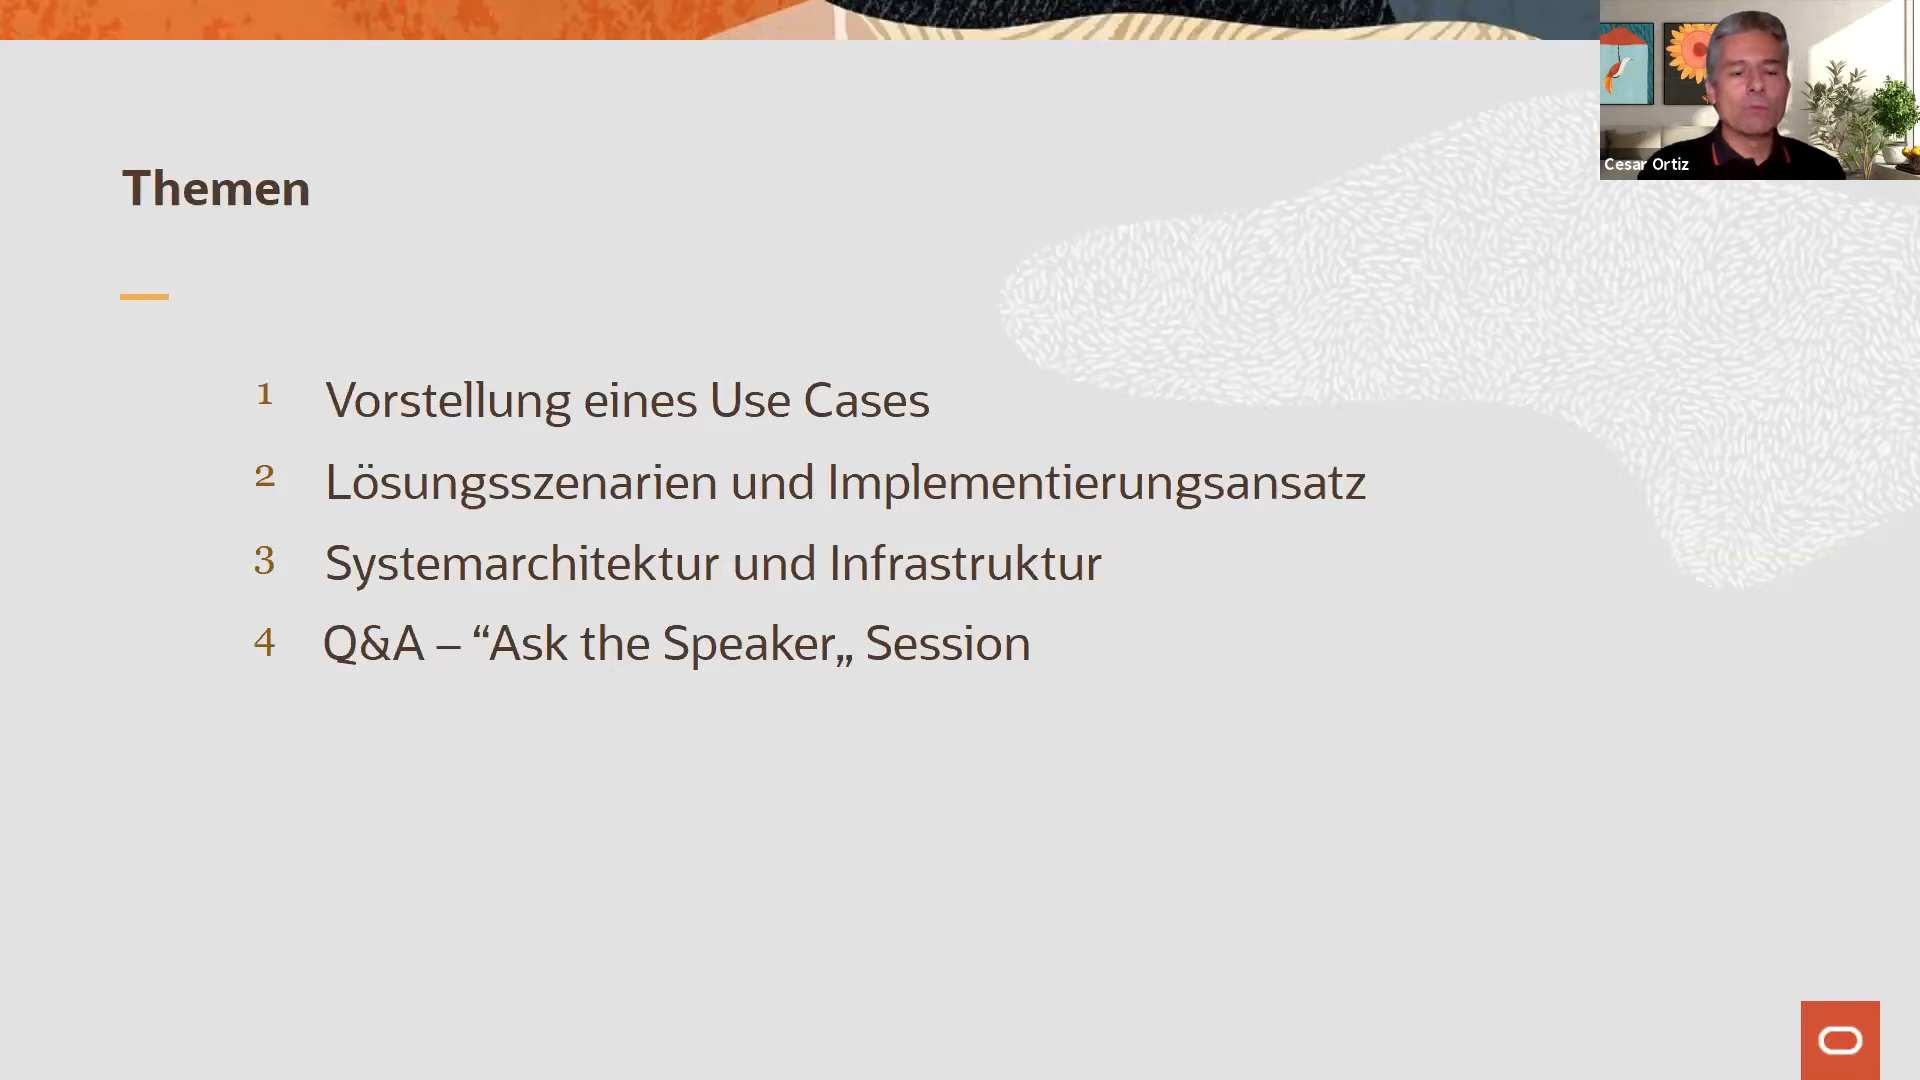 Cesar Ortiz
Themen
1 Vorstellung eines Use Cases
2 Lösungsszenarien und Implementierungsansatz
3 Systemarchitektur und Infrastruktur
4 Q&A – “Ask the Speaker„ Session